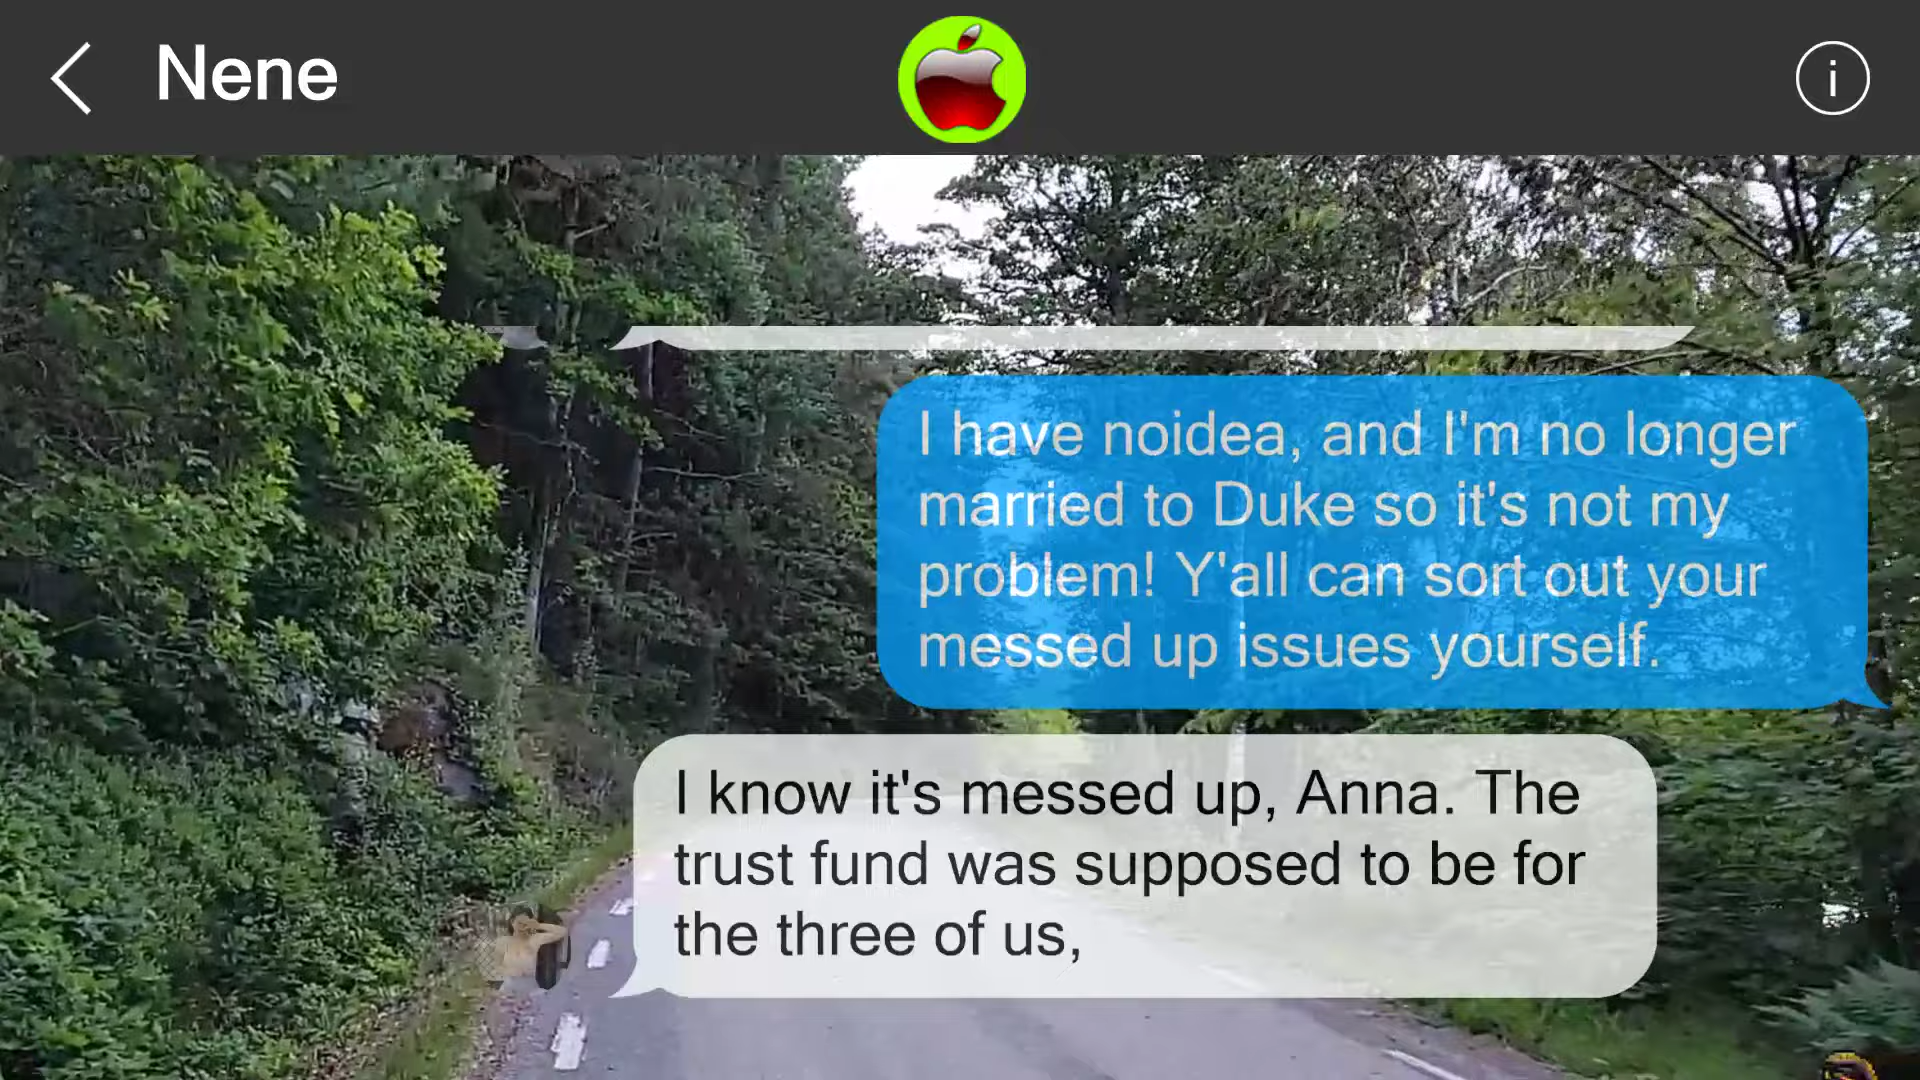 Nene
i
I have noidea, and I'm no longer
married to Duke so it's not my
problem! Y'all can sort out your
messed up issues yourself.
I know it's messed up, Anna. The
trust fund was supposed to be for
the three of us,